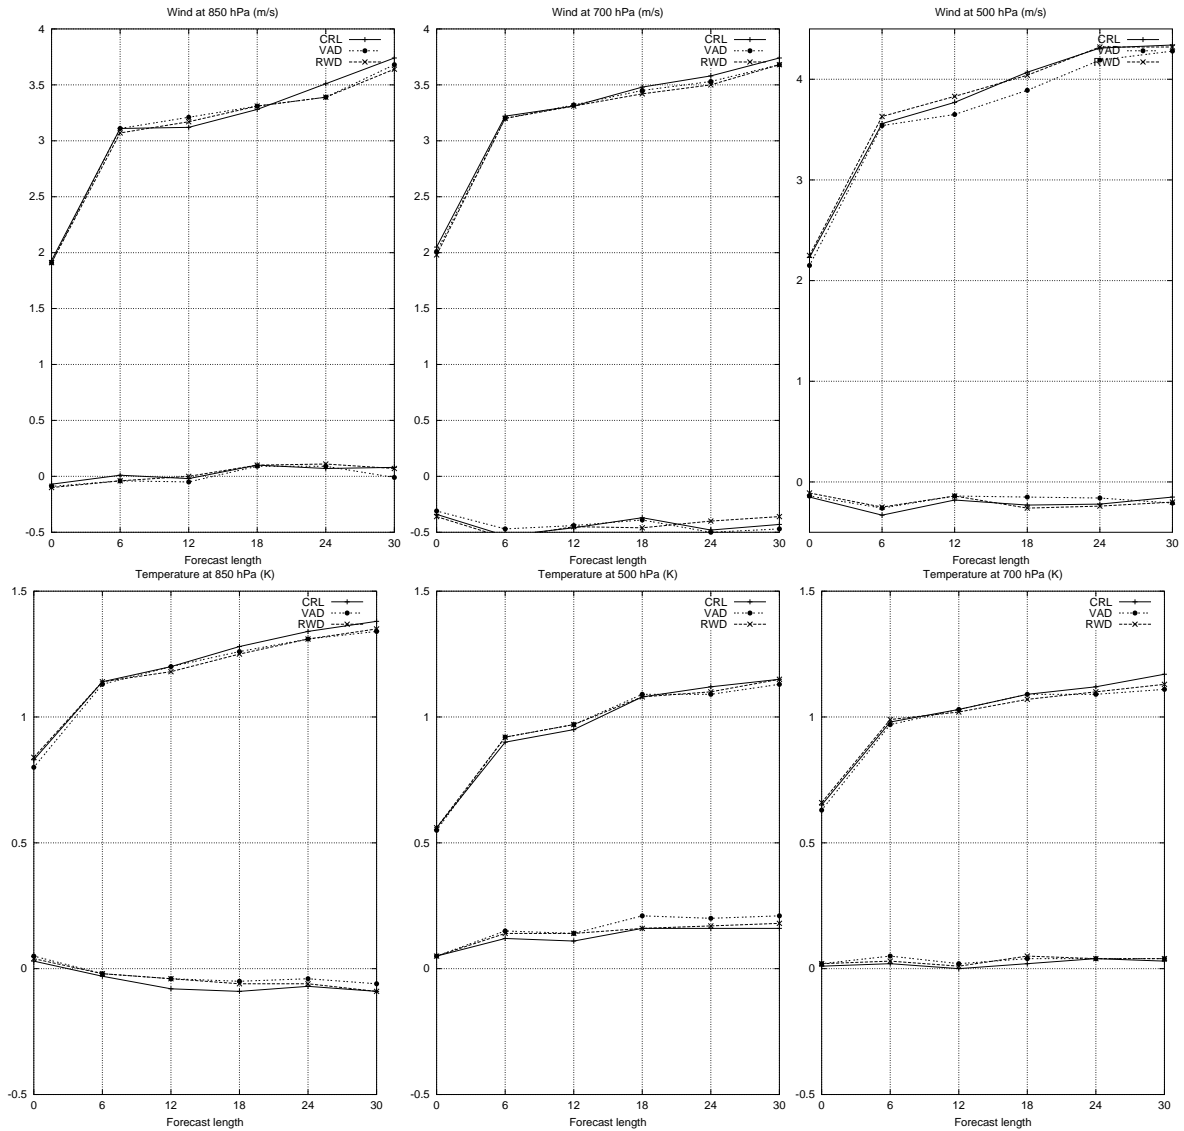 Wind at 850 hPa (m/s)
4
3.5
3
2.5
2
1.5
1
0.5
0
-0.5
0 6 12 18 24 30
Forecast length
CRL
VAD
RWD
Wind at 700 hPa (m/s)
4
3.5
3
2.5
2
1.5
1
0.5
0
-0.5
0 6 12 18 24 30
Forecast length
CRL
VAD
RWD
Wind at 500 hPa (m/s)
4
3
2
1
0
0 6 12 18 24 30
Forecast length
CRL
VAD
RWD
Temperature at 850 hPa (K)
1.5
1
0.5
0
-0.5
0 6 12 18 24 30
Forecast length
CRL
VAD
RWD
Temperature at 500 hPa (K)
1.5
1
0.5
0
-0.5
0 6 12 18 24 30
Forecast length
CRL
VAD
RWD
Temperature at 700 hPa (K)
1.5
1
0.5
0
-0.5
0 6 12 18 24 30
Forecast length
CRL
VAD
RWD